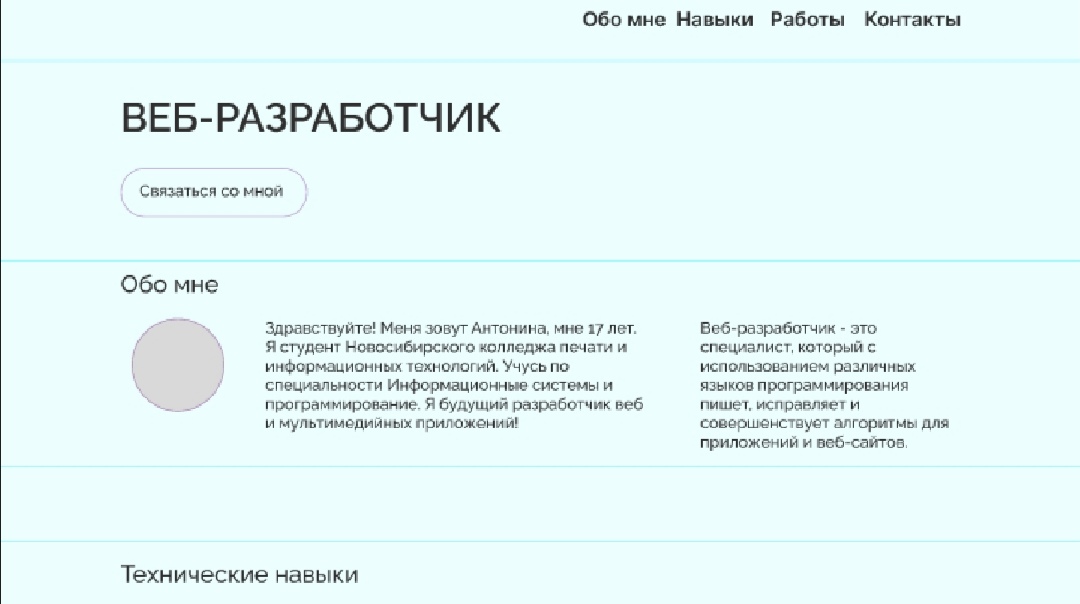 Обо мне Навыки Работы Контакты
ВЕБ-РАЗРАБОТЧИК
Связаться со мной
Обо мне
Здравствуйте! Меня зовут Антонина, мне 17 лет.
Я студент Новосибирского колледжа печати и
информационных технологий. Учусь по
специальности Информационные системы и
программирование. Я будущий разработчик веб
и мультимедийных приложений!
Веб-разработчик - это
специалист, который с
использованием различных
языков программирования
пишет, исправляет и
совершенствует алгоритмы для
приложений и веб-сайтов.
Технические навыки